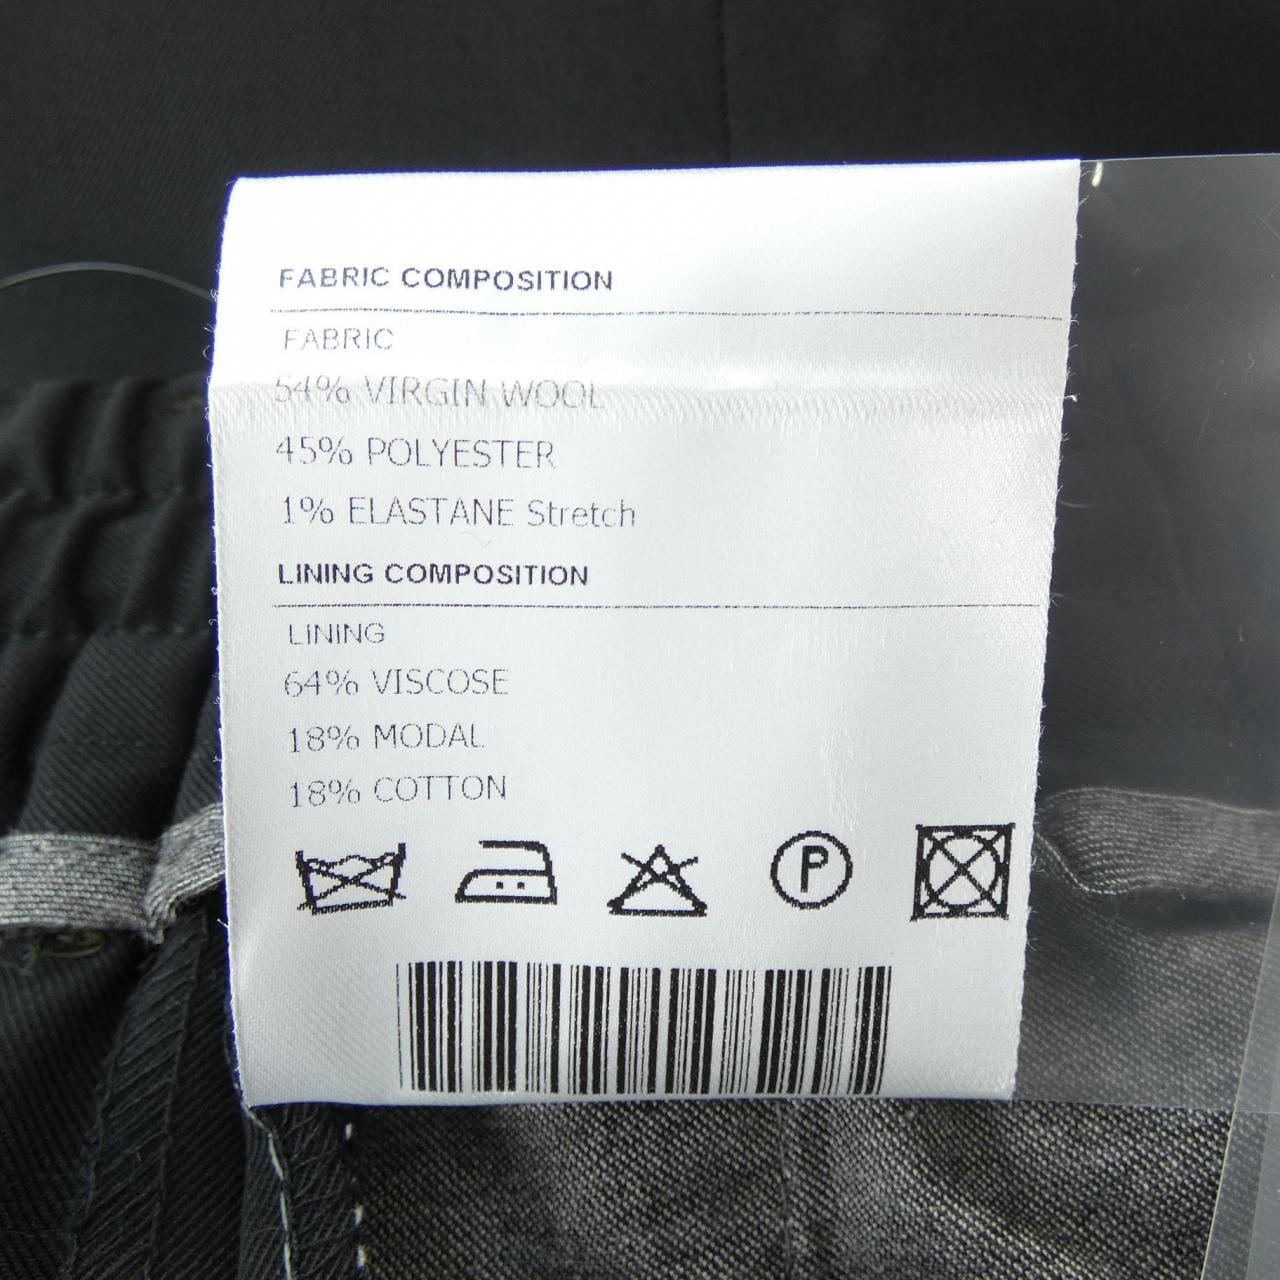 FABRIC COMPOSITION
FABRIC
54% VIRGIN WOOL
45% POLYESTER
1% ELASTANE Stretch
LINING COMPOSITION
LINING
64% VISCOSE
18% MODAL
18% COTTON
P